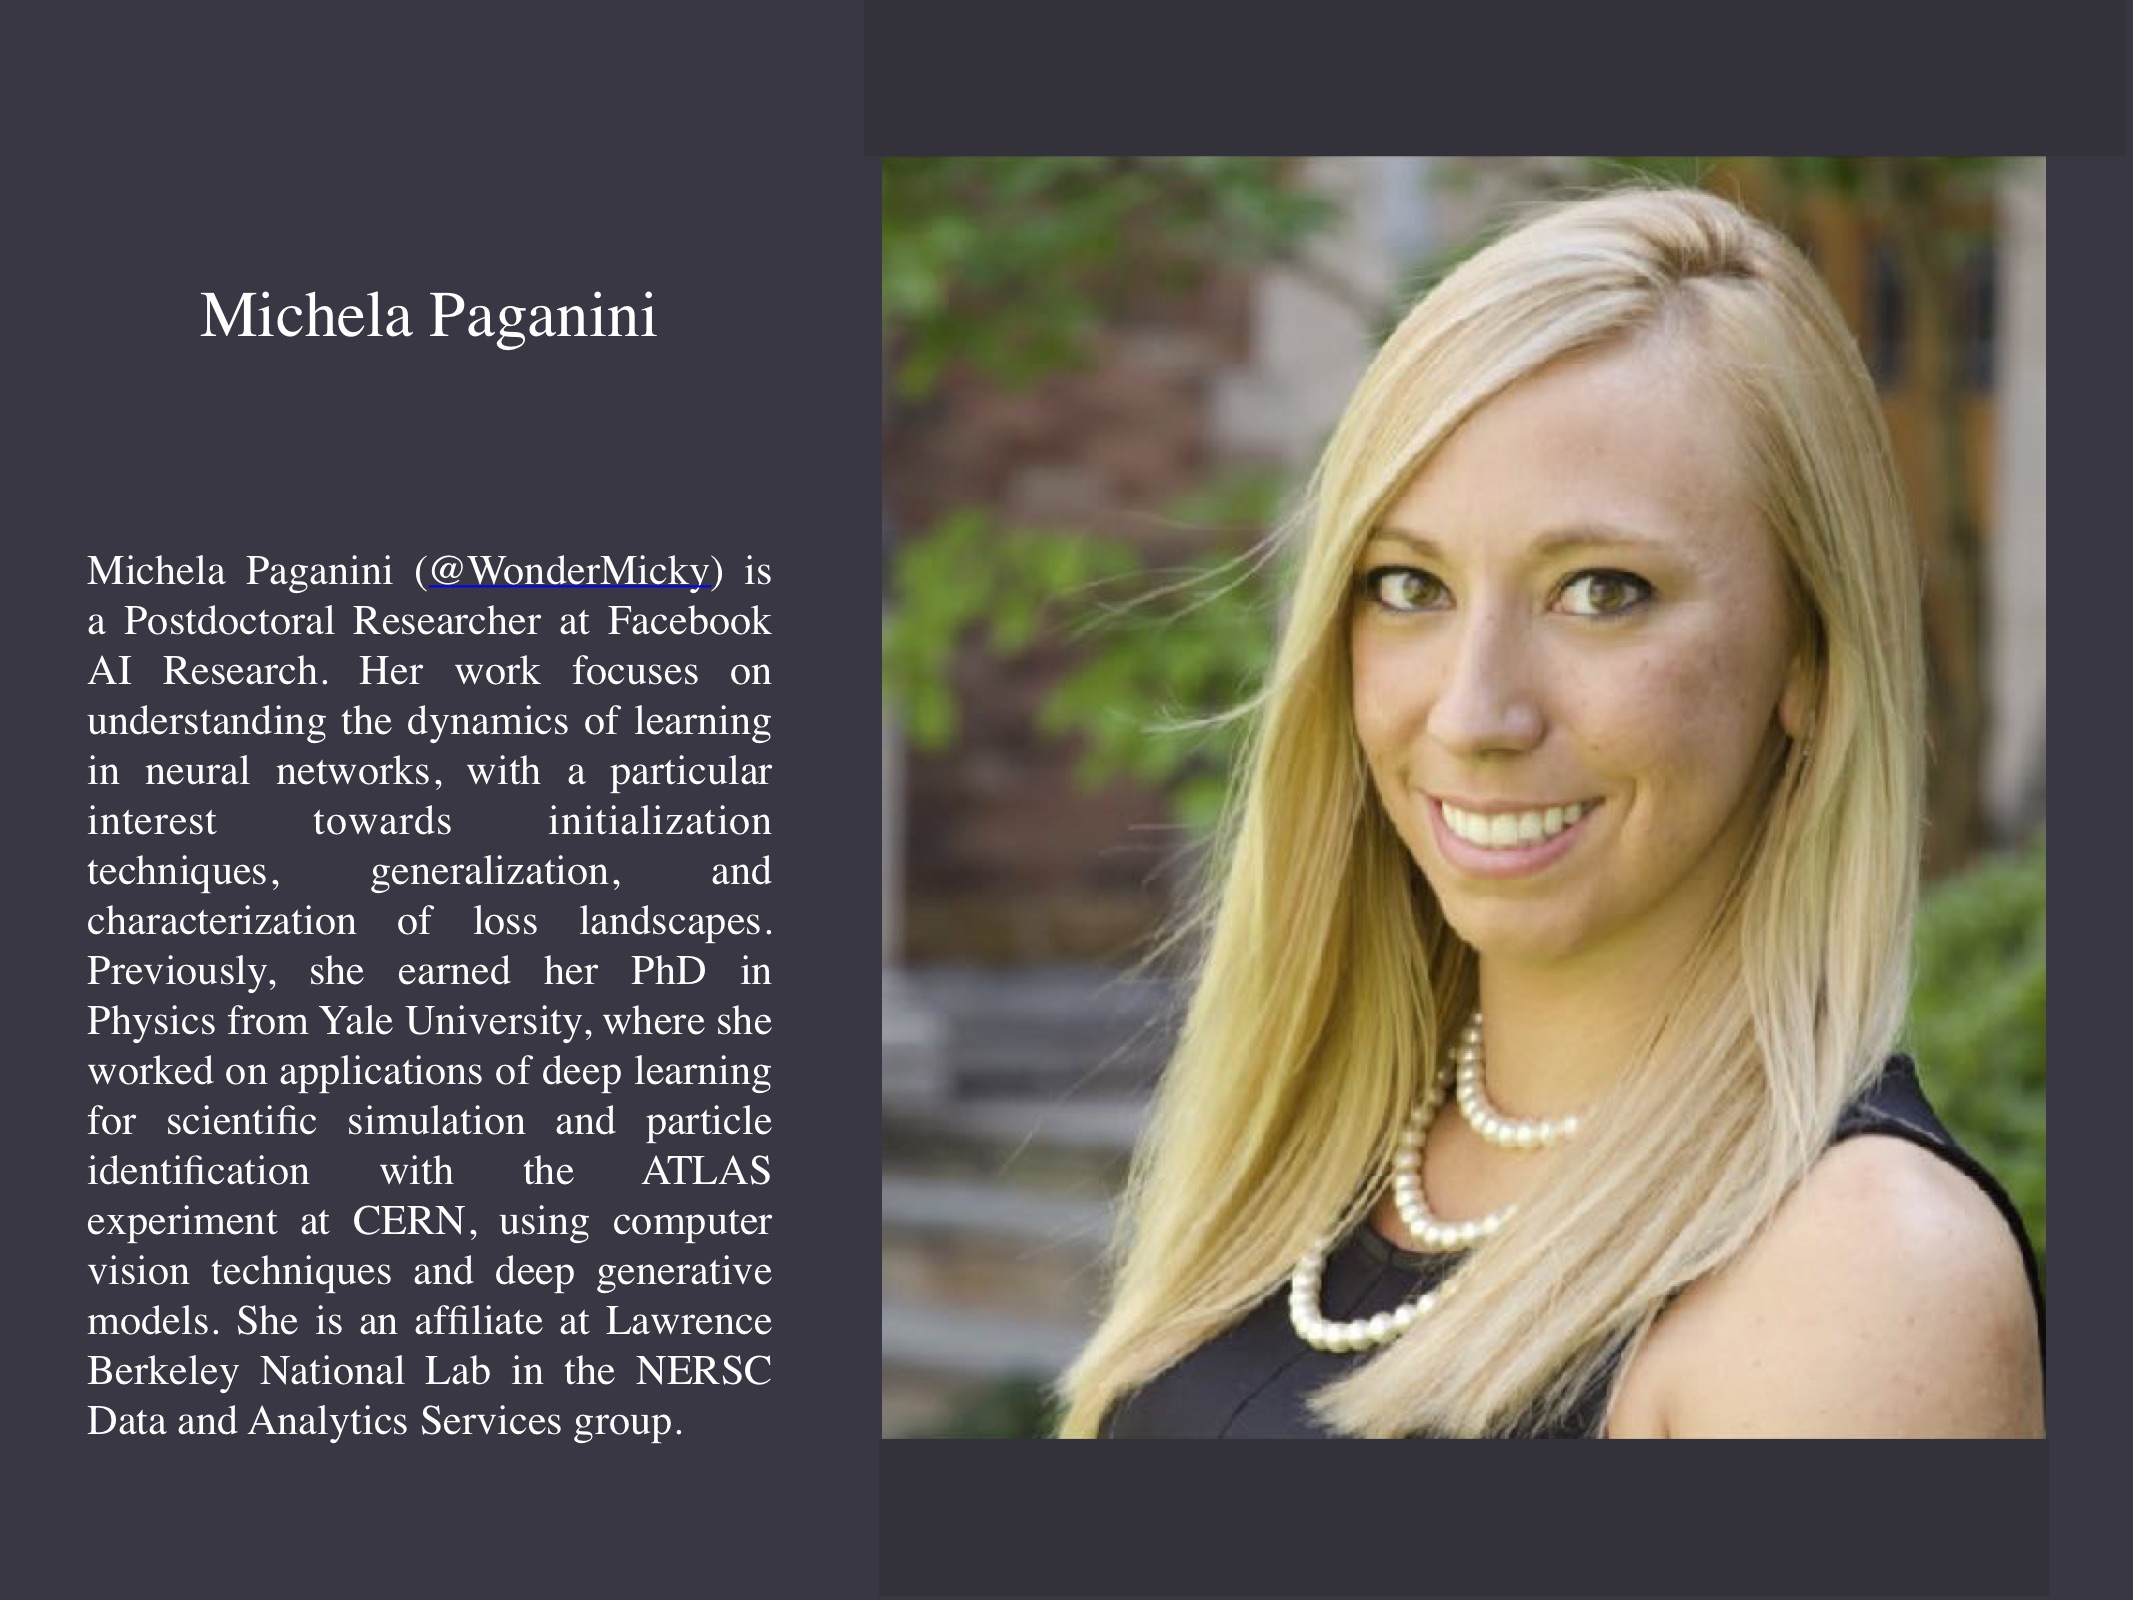 Michela Paganini
Michela Paganini (@WonderMicky) is
a Postdoctoral Researcher at Facebook
AI Research. Her work focuses on
understanding the dynamics of learning
in neural networks, with a particular
interest towards initialization
techniques, generalization, and
characterization of loss landscapes.
Previously, she earned her PhD in
Physics from Yale University, where she
worked on applications of deep learning
for scientific simulation and particle
identification with the ATLAS
experiment at CERN, using computer
vision techniques and deep generative
models. She is an affiliate at Lawrence
Berkeley National Lab in the NERSC
Data and Analytics Services group.